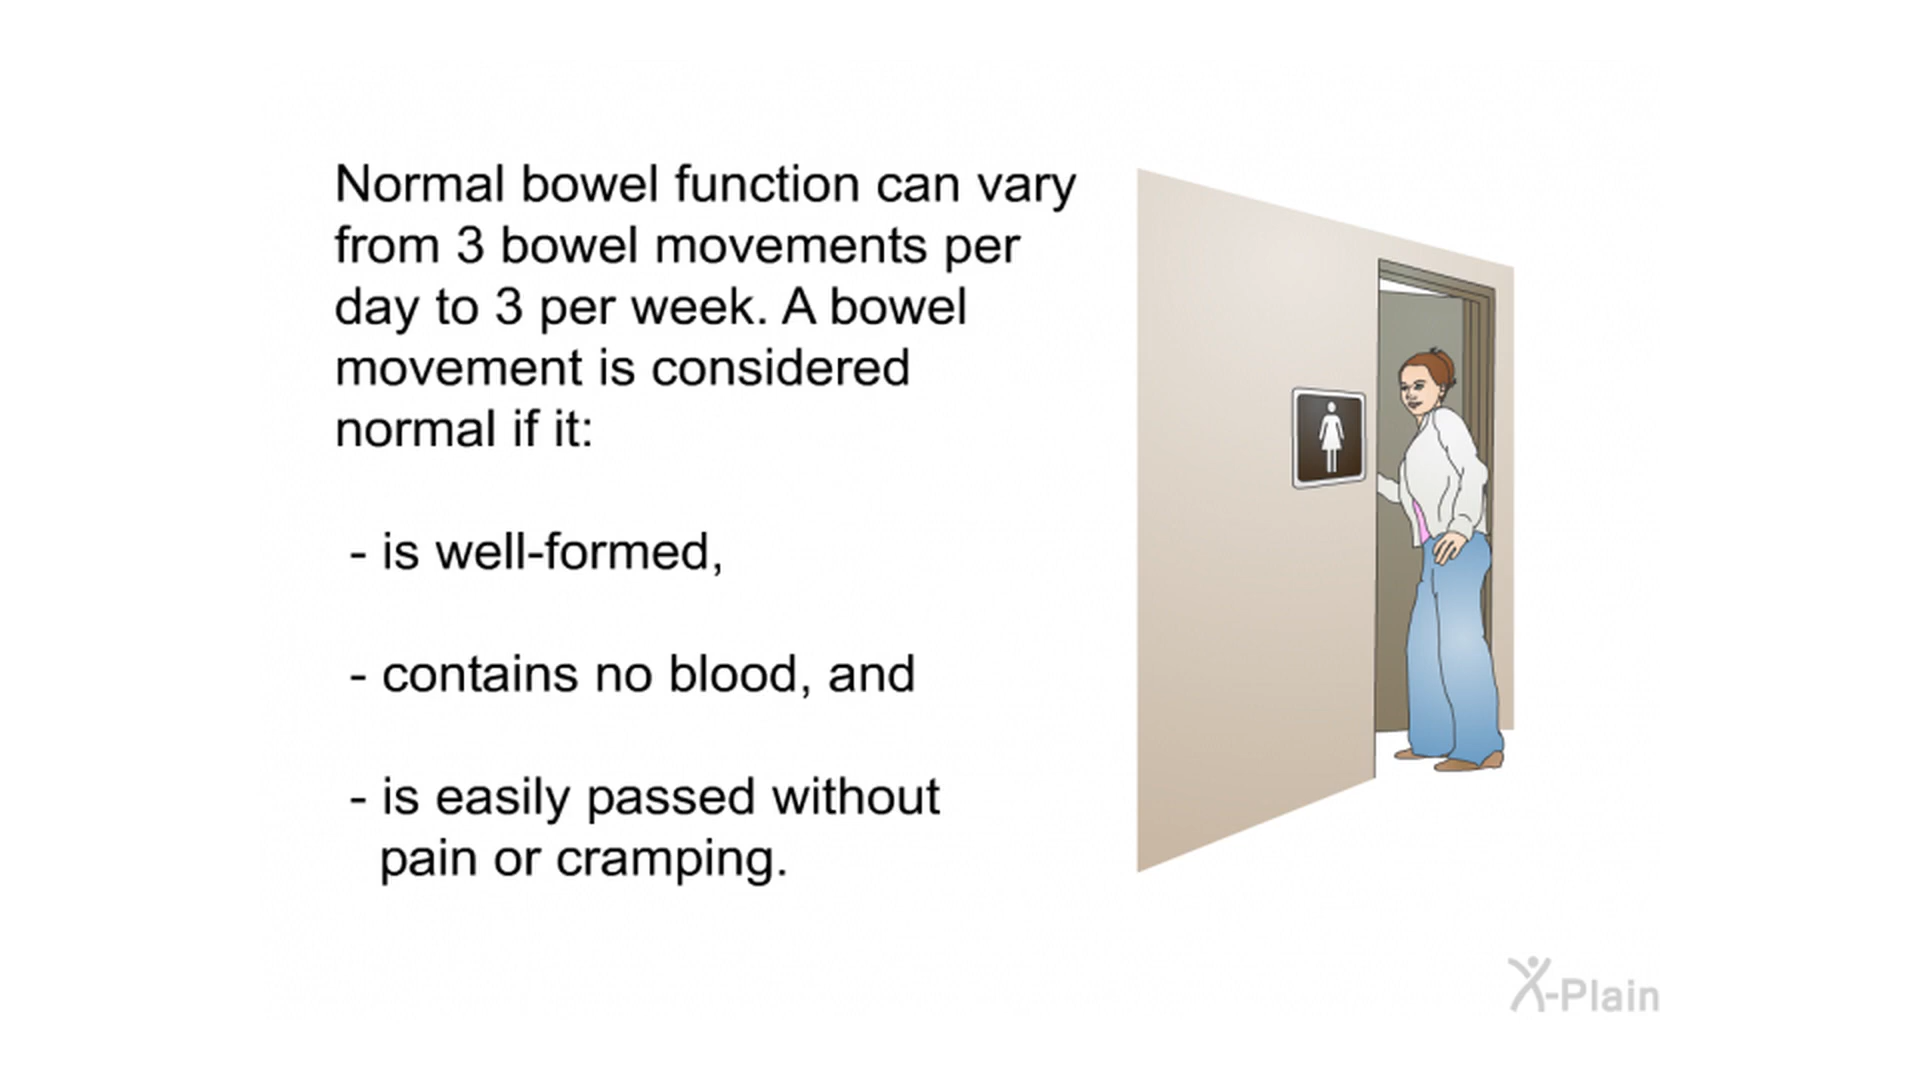 Normal bowel function can vary
from 3 bowel movements per
day to 3 per week. A bowel
movement is considered
normal if it:
- is well-formed,
- contains no blood, and
- is easily passed without
pain or cramping.
X-Plain